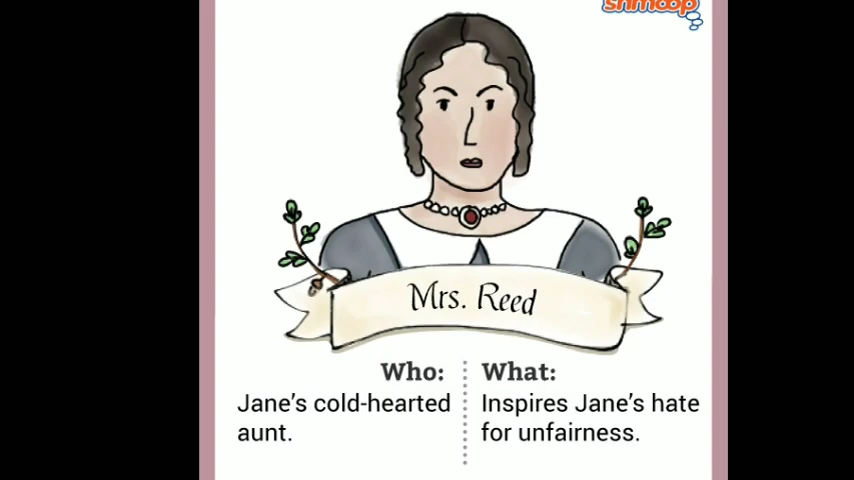 shmoop
Mrs. Reed
Who:
Jane's cold-hearted
aunt.
What:
Inspires Jane's hate
for unfairness.